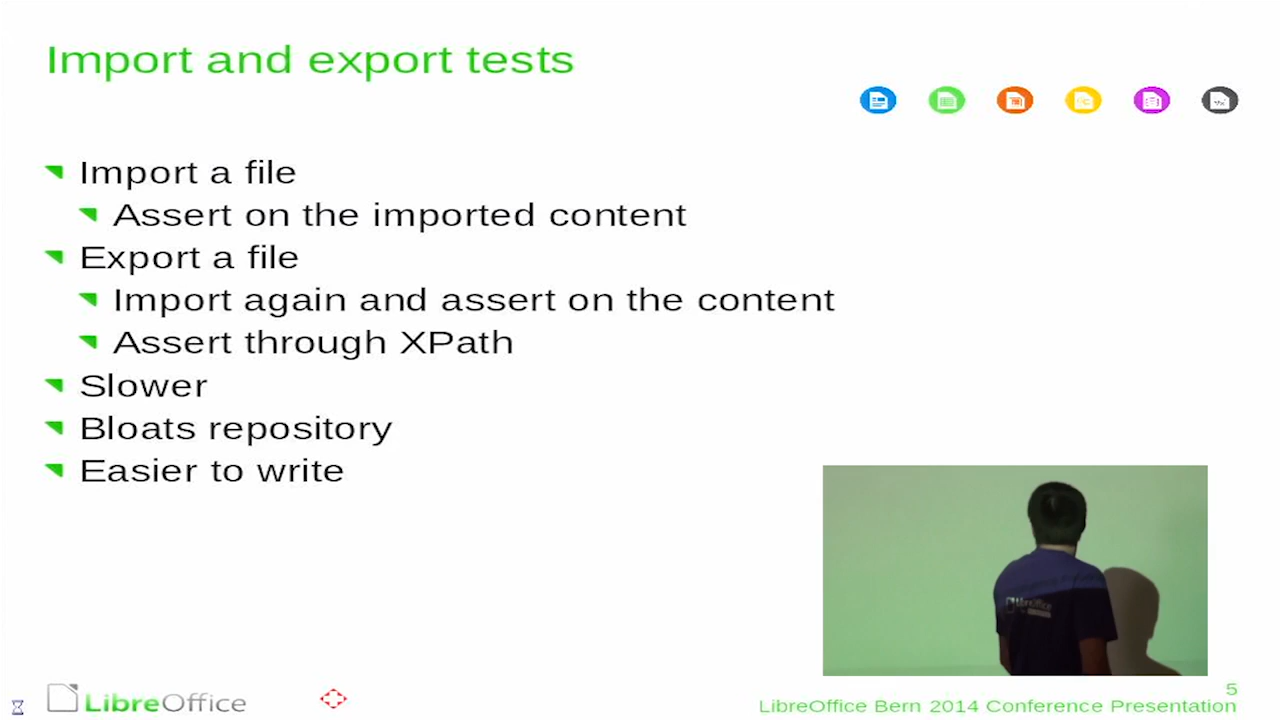 Import and export tests
Import a file
Assert on the imported content
Export a file
Import again and assert on the content
Assert through XPath
Slower
Bloats repository
Easier to write
LibreOffice
LibreOffice
5
LibreOffice Bern 2014 Conference Presentation